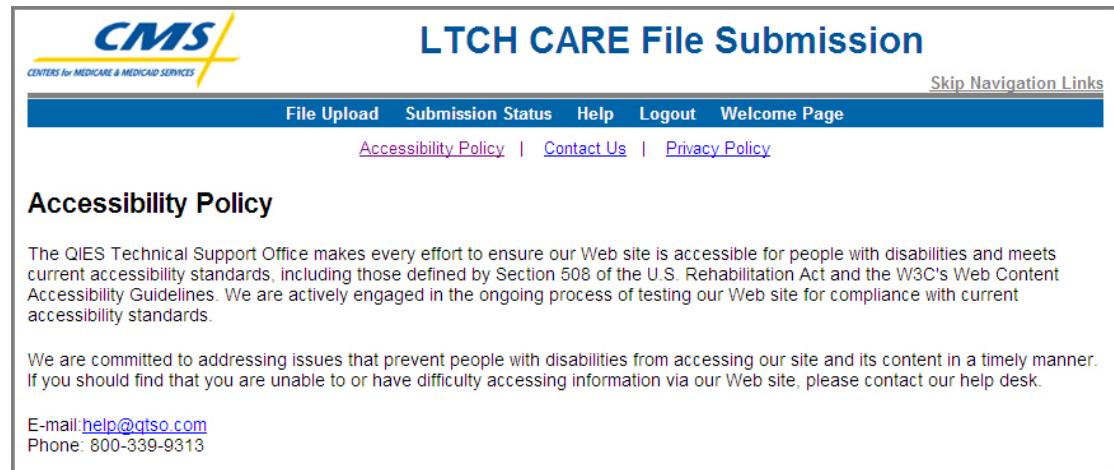 CMS
CENTERS for MEDICARE & MEDICAID SERVICES
LTCH CARE File Submission
Skip Navigation Links
File Upload Submission Status Help Logout Welcome Page
Accessibility Policy | Contact Us | Privacy Policy
Accessibility Policy
The QIES Technical Support Office makes every effort to ensure our Web site is accessible for people with disabilities and meets
current accessibility standards, including those defined by Section 508 of the U.S. Rehabilitation Act and the W3C's Web Content
Accessibility Guidelines. We are actively engaged in the ongoing process of testing our Web site for compliance with current
accessibility standards.
We are committed to addressing issues that prevent people with disabilities from accessing our site and its content in a timely manner.
If you should find that you are unable to or have difficulty accessing information via our Web site, please contact our help desk.
E-mail:help@qtso.com
Phone: 800-339-9313